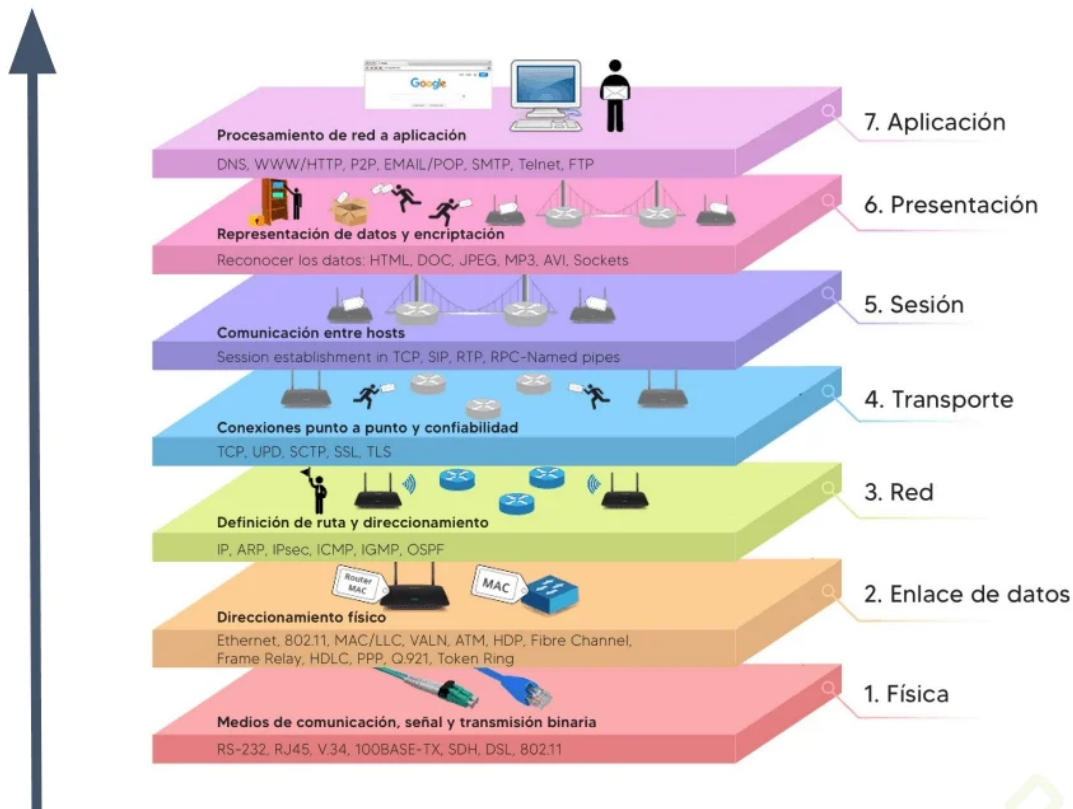 Google
7. Aplicación
Procesamiento de red a aplicación
DNS, WWW/HTTP, P2P, EMAIL/POP, SMTP, Telnet, FTP
6. Presentación
Representación de datos y encriptación
Reconocer los datos: HTML, DOC, JPEG, MP3, AVI, Sockets
5. Sesión
Comunicación entre hosts
Session establishment in TCP, SIP, RTP, RPC-Named pipes
4. Transporte
Conexiones punto a punto y confiabilidad
TCP, UPD, SCTP, SSL, TLS
3. Red
Definición de ruta y direccionamiento
IP, ARP, IPsec, ICMP, IGMP, OSPF
Router
MAC
MAC
2. Enlace de datos
Direccionamiento físico
Ethernet, 802.11, MAC/LLC, VALN, ATM, HDP, Fibre Channel,
Frame Relay, HDLC, PPP, Q.921, Token Ring
1. Física
Medios de comunicación, señal y transmisión binaria
RS-232, RJ45, V.34, 100BASE-TX, SDH, DSL, 802.11